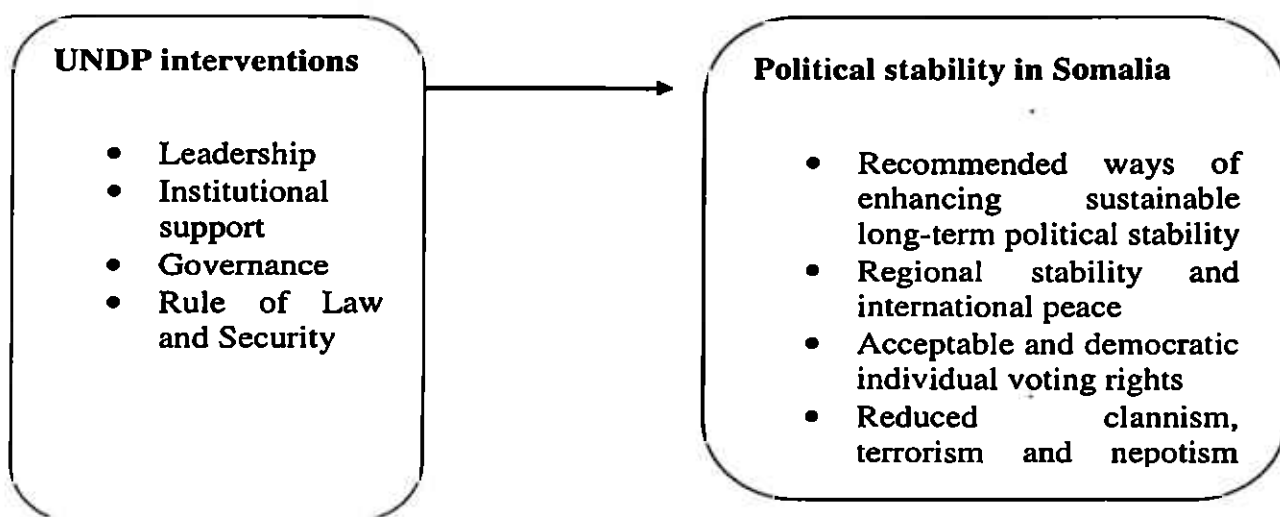 UNDP interventions
• Leadership
• Institutional
support
• Governance
• Rule of Law
and Security
Political stability in Somalia
• Recommended ways of
enhancing sustainable
long-term political stability
• Regional stability and
international peace
• Acceptable and democratic
individual voting rights
• Reduced clannism,
terrorism and nepotism